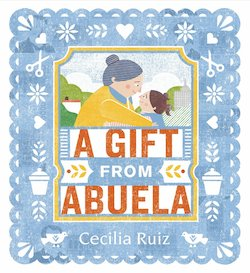 A GIFT
FROM
ABUELA
Cecilia Ruiz